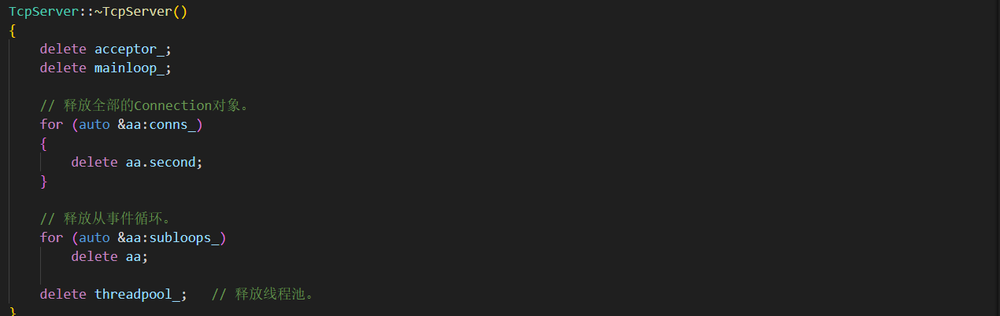 TcpServer::~TcpServer()
{
delete acceptor_;
delete mainloop_;
// 释放全部的Connection对象。
for (auto &aa:conns_)
{
delete aa.second;
}
// 释放从事件循环。
for (auto &aa:subloops_)
delete aa;
delete threadpool_;   // 释放线程池。
}